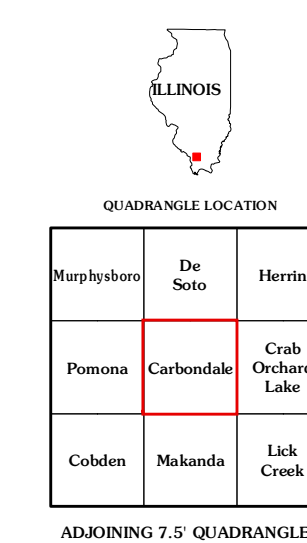 ILLINOIS
QUADRANGLE LOCATION
Murphysboro
De
Soto
Herrin
Pomona
Carbondale
Crab
Orchard
Lake
Cobden
Makanda
Lick
Creek
ADJOINING 7.5' QUADRANGLE